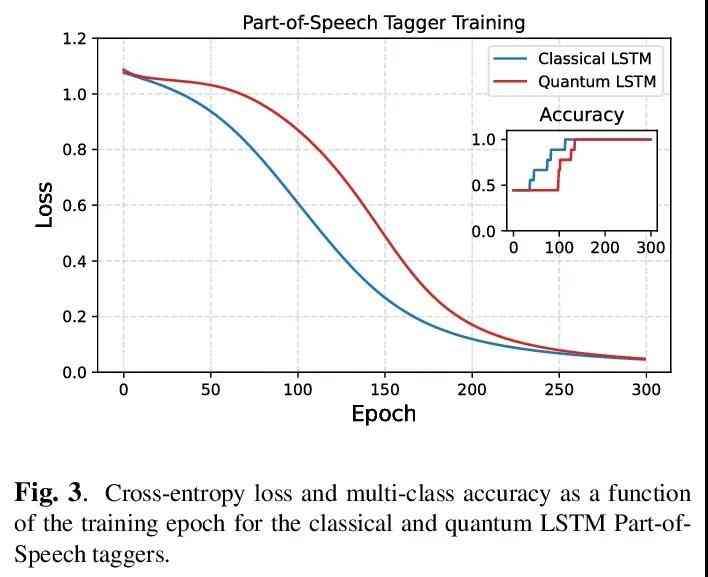 Part-of-Speech Tagger Training
1.2
1.0
0.8
0.6
0.4
0.2
0.0
Loss
Classical LSTM
Quantum LSTM
Accuracy
1.0
0.5
0.0
0 100 200 300
0 50 100 150 200 250 300
Epoch
Fig. 3. Cross-entropy loss and multi-class accuracy as a function
of the training epoch for the classical and quantum LSTM Part-of-
Speech taggers.